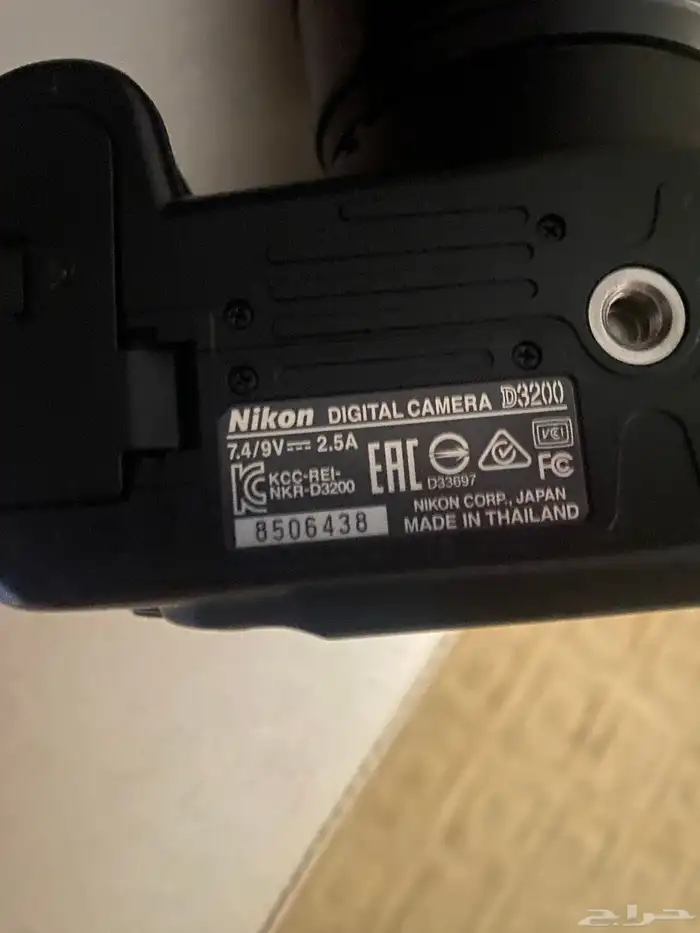 Nikon DIGITAL CAMERA D3200
7.4/9V⎓ 2.5A
KCC-REI-
NKR-D3200
EAC
D33697
VCI
FC
NIKON CORP., JAPAN
8506438
MADE IN THAILAND
حراج